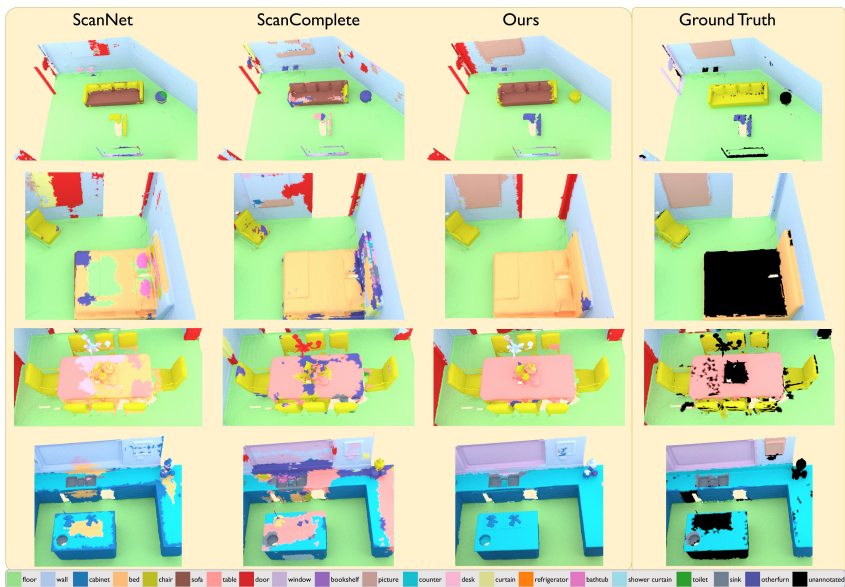 ScanNet ScanComplete Ours Ground Truth
floor wall cabinet bed chair sofa table door window bookshelf picture counter desk curtain refrigerator bathtub shower curtain toilet sink otherfurn unannotated